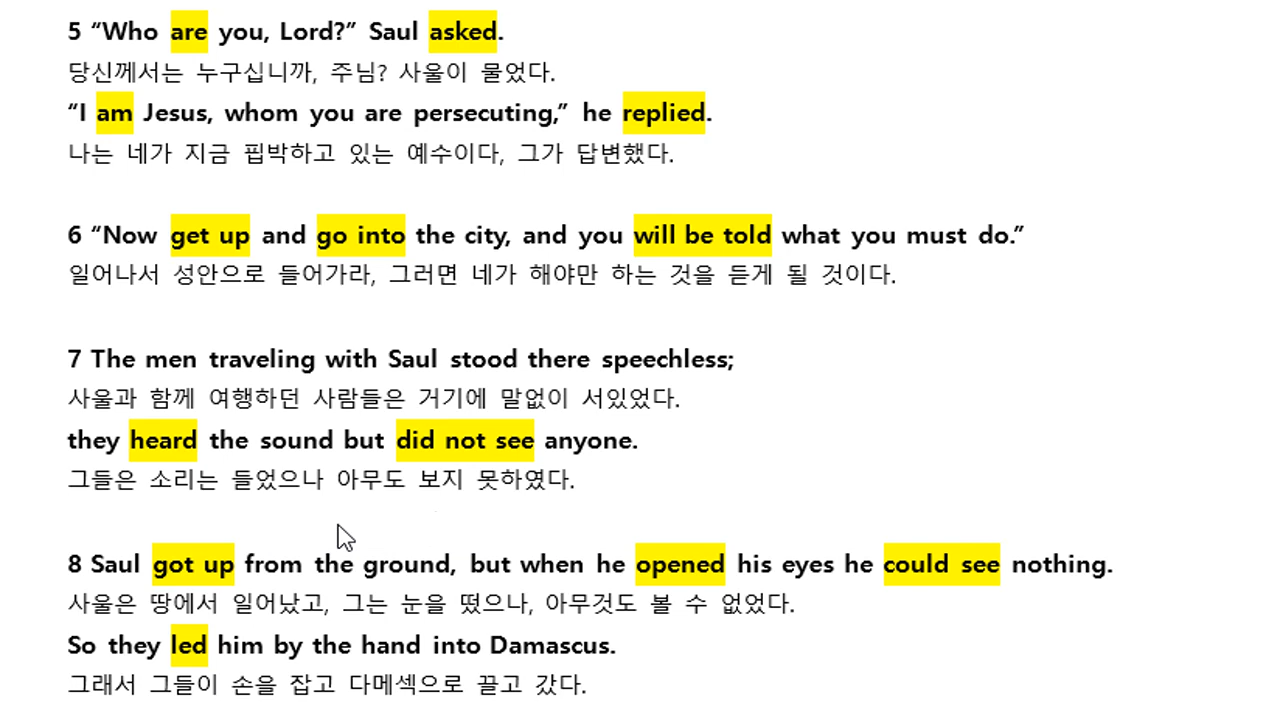 5 “Who are you, Lord?” Saul asked.
당신께서는 누구십니까, 주님? 사울이 물었다.
“I am Jesus, whom you are persecuting,” he replied.
나는 네가 지금 핍박하고 있는 예수이다, 그가 답변했다.
6 “Now get up and go into the city, and you will be told what you must do.”
일어나서 성안으로 들어가라, 그러면 네가 해야만 하는 것을 듣게 될 것이다.
7 The men traveling with Saul stood there speechless;
사울과 함께 여행하던 사람들은 거기에 말없이 서있었다.
they heard the sound but did not see anyone.
그들은 소리는 들었으나 아무도 보지 못하였다.
8 Saul got up from the ground, but when he opened his eyes he could see nothing.
사울은 땅에서 일어났고, 그는 눈을 떴으나, 아무것도 볼 수 없었다.
So they led him by the hand into Damascus.
그래서 그들이 손을 잡고 다메섹으로 끌고 갔다.